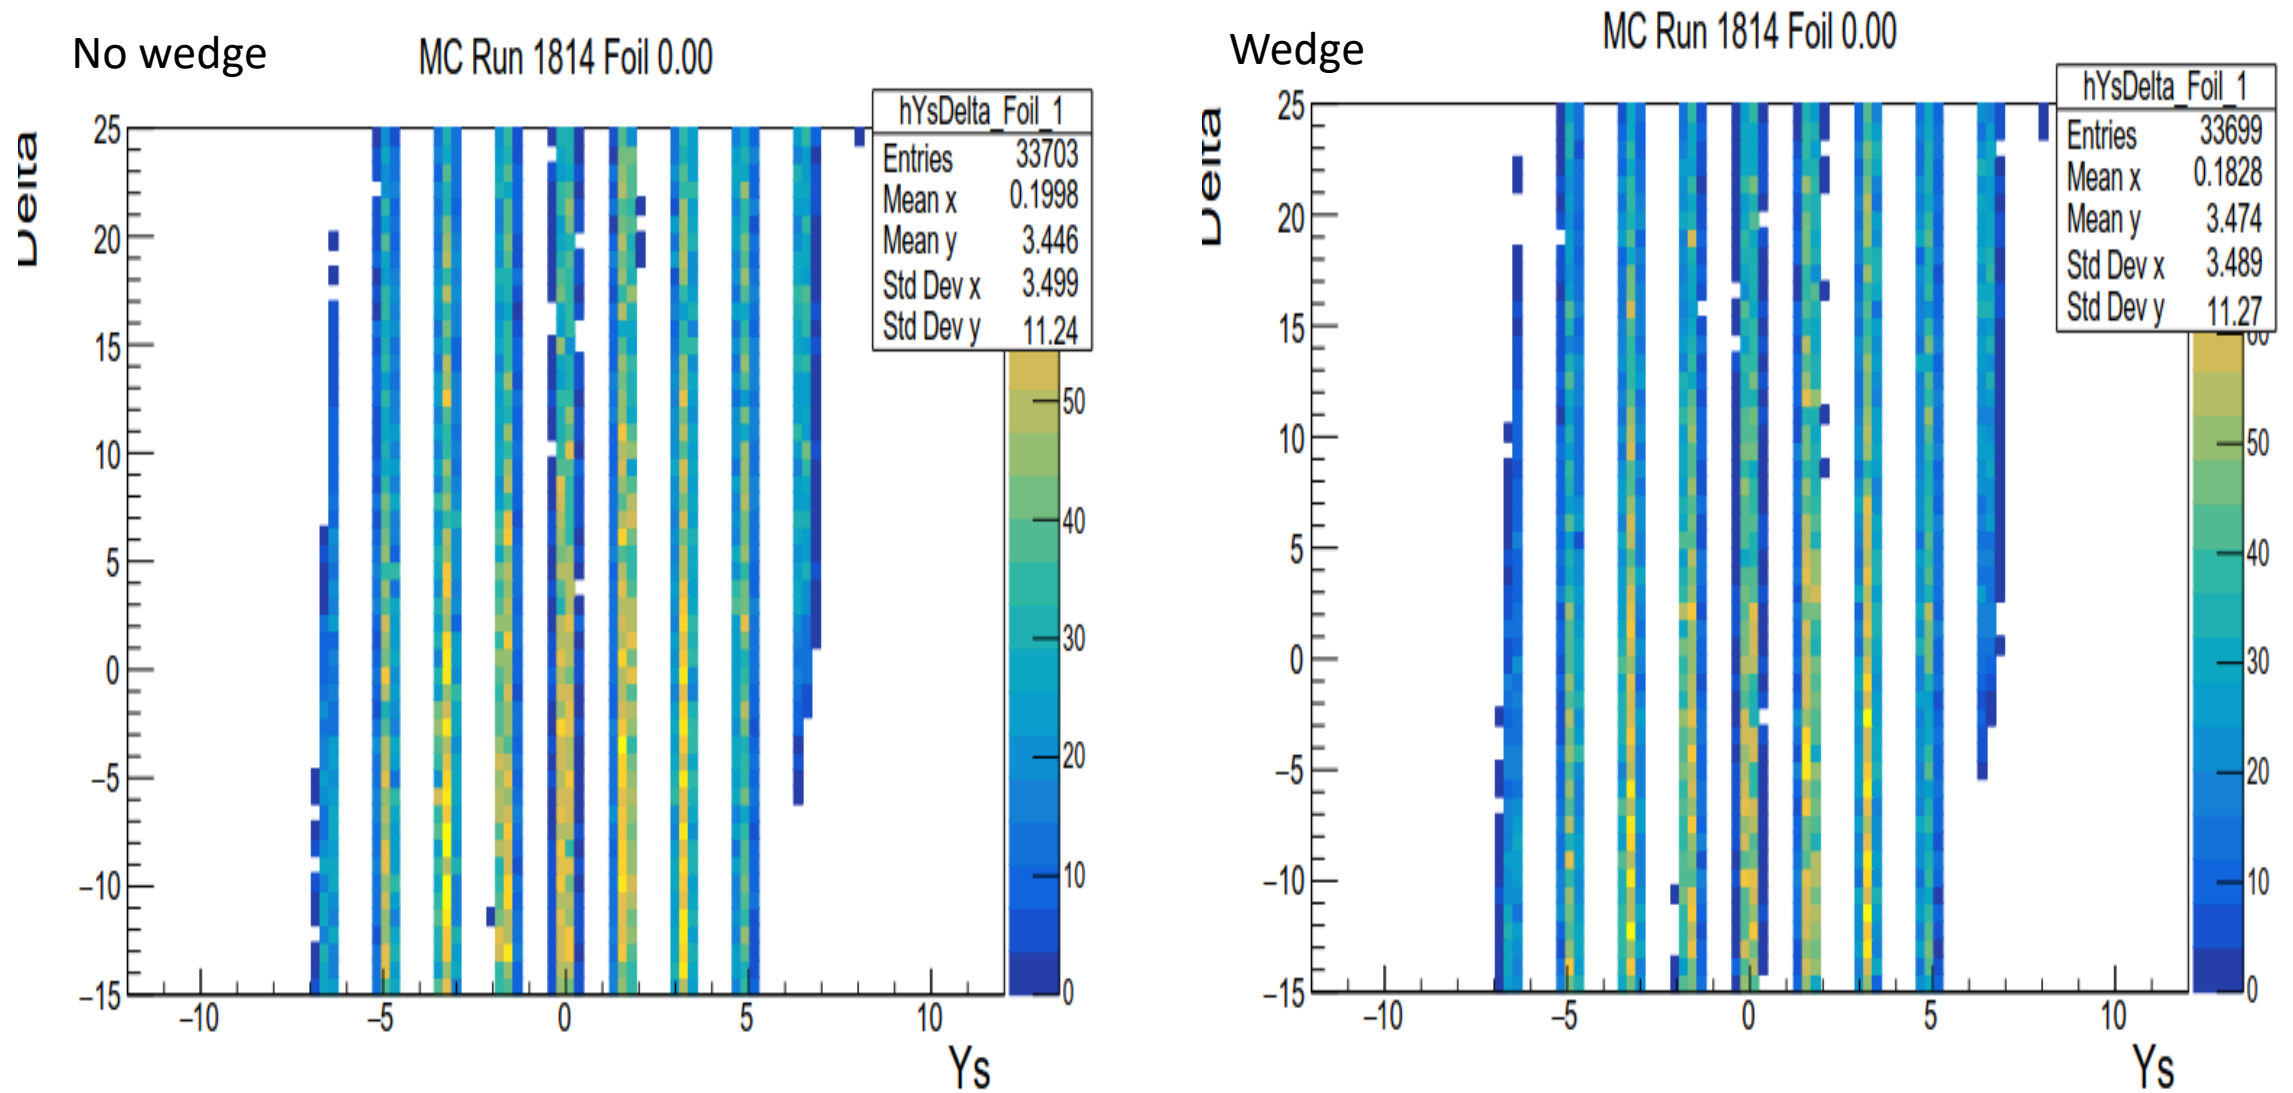 No wedge
MC Run 1814 Foil 0.00
Delta
hYsDelta_Foil_1
Entries 33703
Mean x 0.1998
Mean y 3.446
Std Dev x 3.499
Std Dev y 11.24
25
20
15
10
5
0
−5
−10
−15
−10 −5 0 5 10
Ys
50
40
30
20
10
0
Wedge
MC Run 1814 Foil 0.00
Delta
hYsDelta_Foil_1
Entries 33699
Mean x 0.1828
Mean y 3.474
Std Dev x 3.489
Std Dev y 11.27
25
20
15
10
5
0
−5
−10
−15
−10 −5 0 5 10
Ys
60
50
40
30
20
10
0